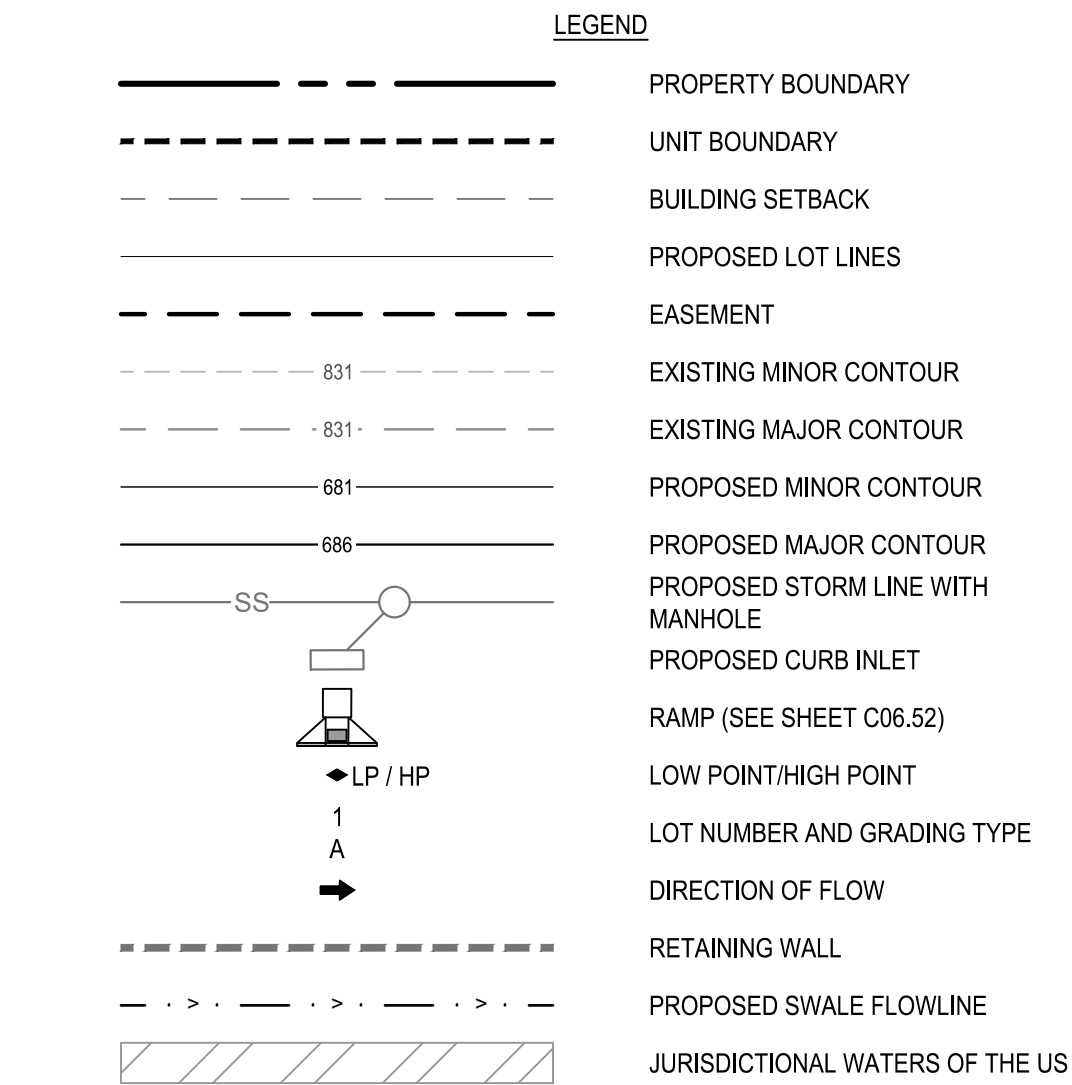 LEGEND
PROPERTY BOUNDARY
UNIT BOUNDARY
BUILDING SETBACK
PROPOSED LOT LINES
EASEMENT
831 EXISTING MINOR CONTOUR
831 EXISTING MAJOR CONTOUR
681 PROPOSED MINOR CONTOUR
686 PROPOSED MAJOR CONTOUR
SS PROPOSED STORM LINE WITH
MANHOLE
PROPOSED CURB INLET
RAMP (SEE SHEET C06.52)
LP / HP LOW POINT/HIGH POINT
1
A
LOT NUMBER AND GRADING TYPE
DIRECTION OF FLOW
RETAINING WALL
PROPOSED SWALE FLOWLINE
JURISDICTIONAL WATERS OF THE US